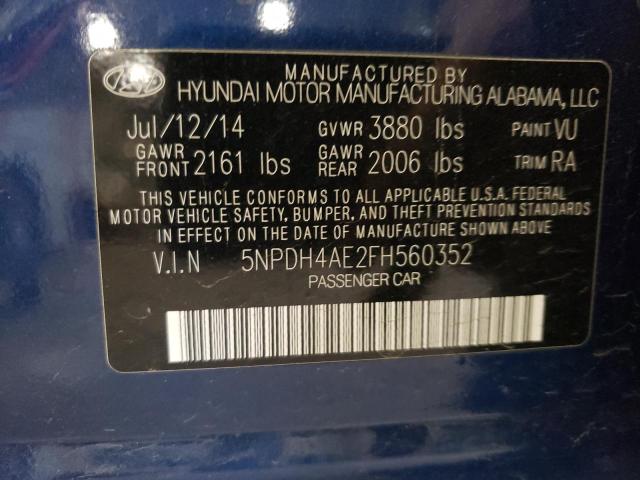 MANUFACTURED BY
HYUNDAI MOTOR MANUFACTURING ALABAMA, LLC
Jul/12/14 GVWR 3880 lbs PAINT VU
GAWR FRONT 2161 lbs GAWR REAR 2006 lbs TRIM RA
THIS VEHICLE CONFORMS TO ALL APPLICABLE U.S.A. FEDERAL
MOTOR VEHICLE SAFETY, BUMPER, AND THEFT PREVENTION STANDARDS
IN EFFECT ON THE DATE OF MANUFACTURE SHOWN ABOVE.
V.I.N 5NPDH4AE2FH560352
PASSENGER CAR